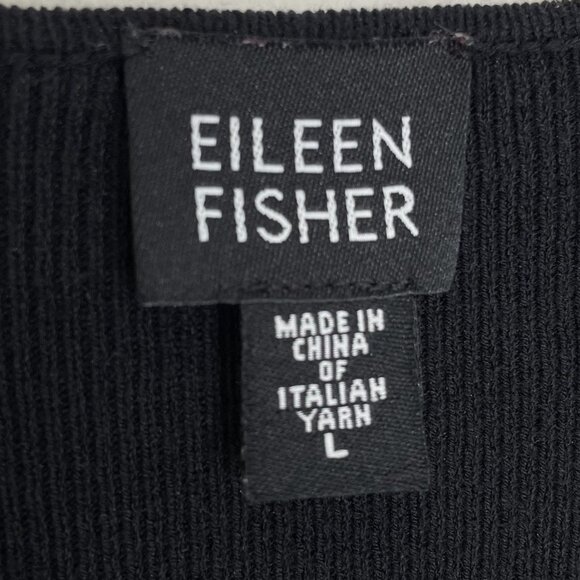 EILEEN
FISHER
MADE IN
CHINA
OF
ITALIAN
YARN
L